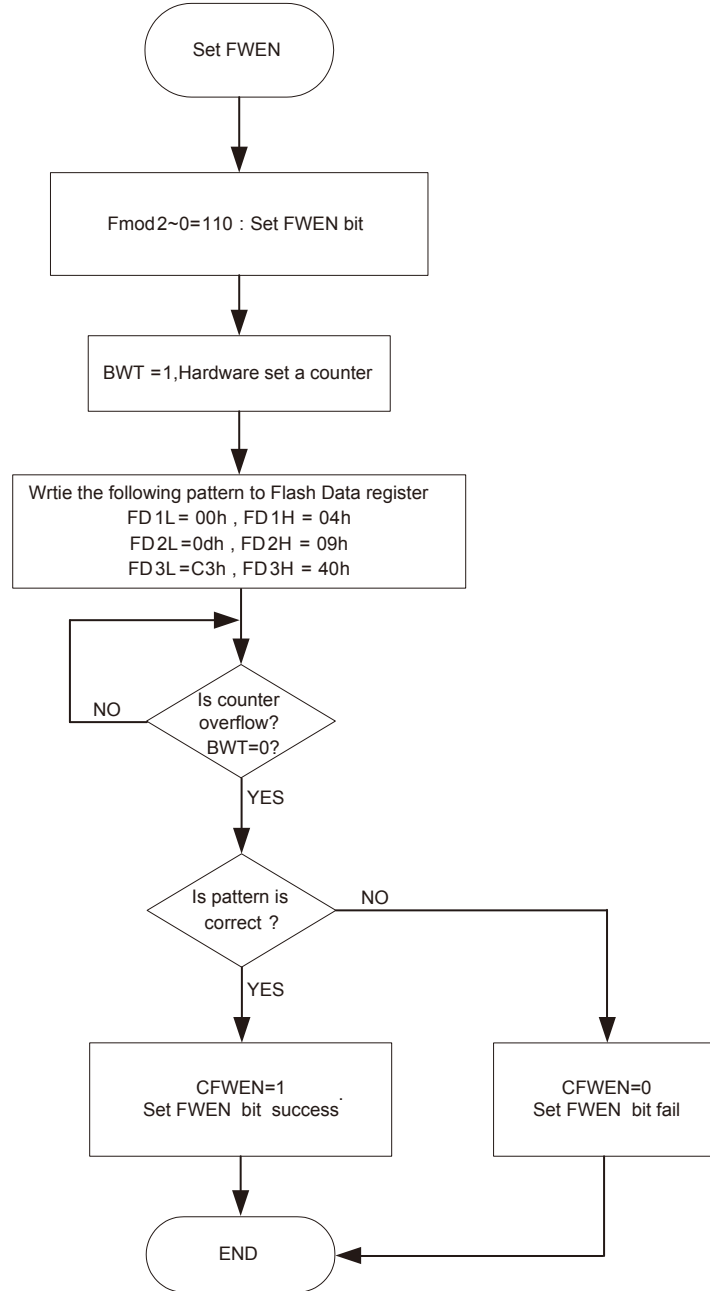 Set FWEN
Fmod2~0=110 : Set FWEN bit
BWT =1,Hardware set a counter
Wrtie the following pattern to Flash Data register
FD1L= 00h , FD1H = 04h
FD2L=0dh , FD2H = 09h
FD3L=C3h , FD3H = 40h
Is counter
overflow?
BWT=0?
NO
YES
Is pattern is
correct ?
NO
YES
CFWEN=1
Set FWEN bit success.
CFWEN=0
Set FWEN bit fail
END